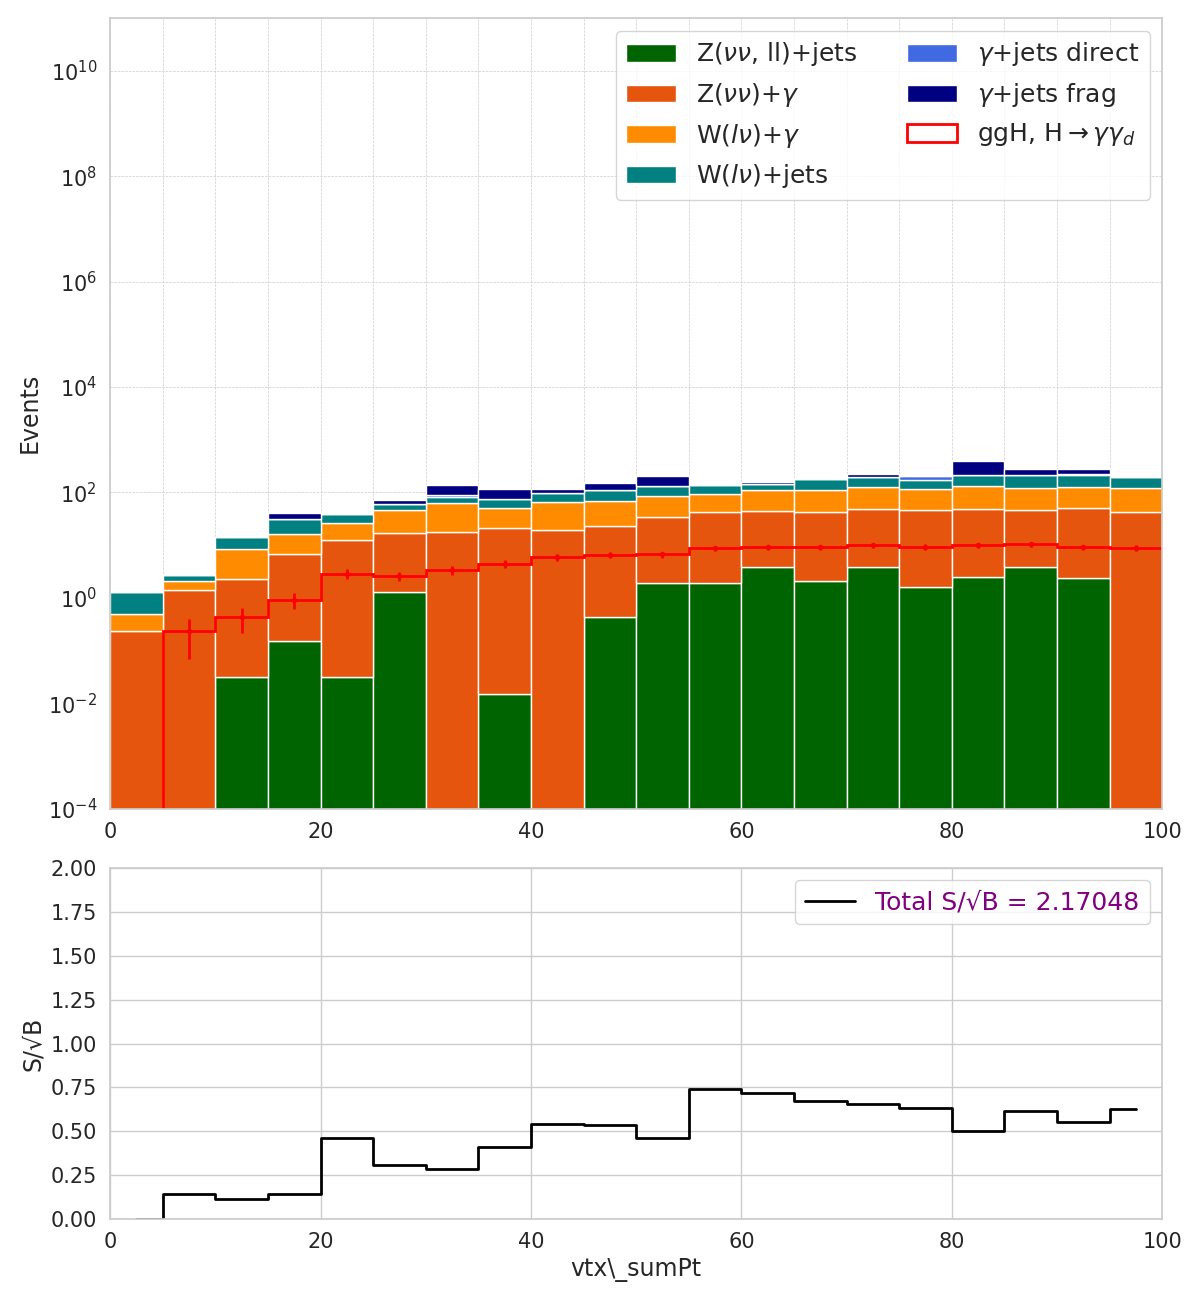 Z(νν, ll)+jets
Z(νν)+γ
W(lν)+γ
W(lν)+jets
γ+jets direct
γ+jets frag
ggH, H→γγ_d
Events
10^10
10^8
10^6
10^4
10^2
10^0
10^−2
10^−4
0 20 40 60 80 100
Total S/√B = 2.17048
S/√B
2.00
1.75
1.50
1.25
1.00
0.75
0.50
0.25
0.00
0 20 40 60 80 100
vtx\_sumPt